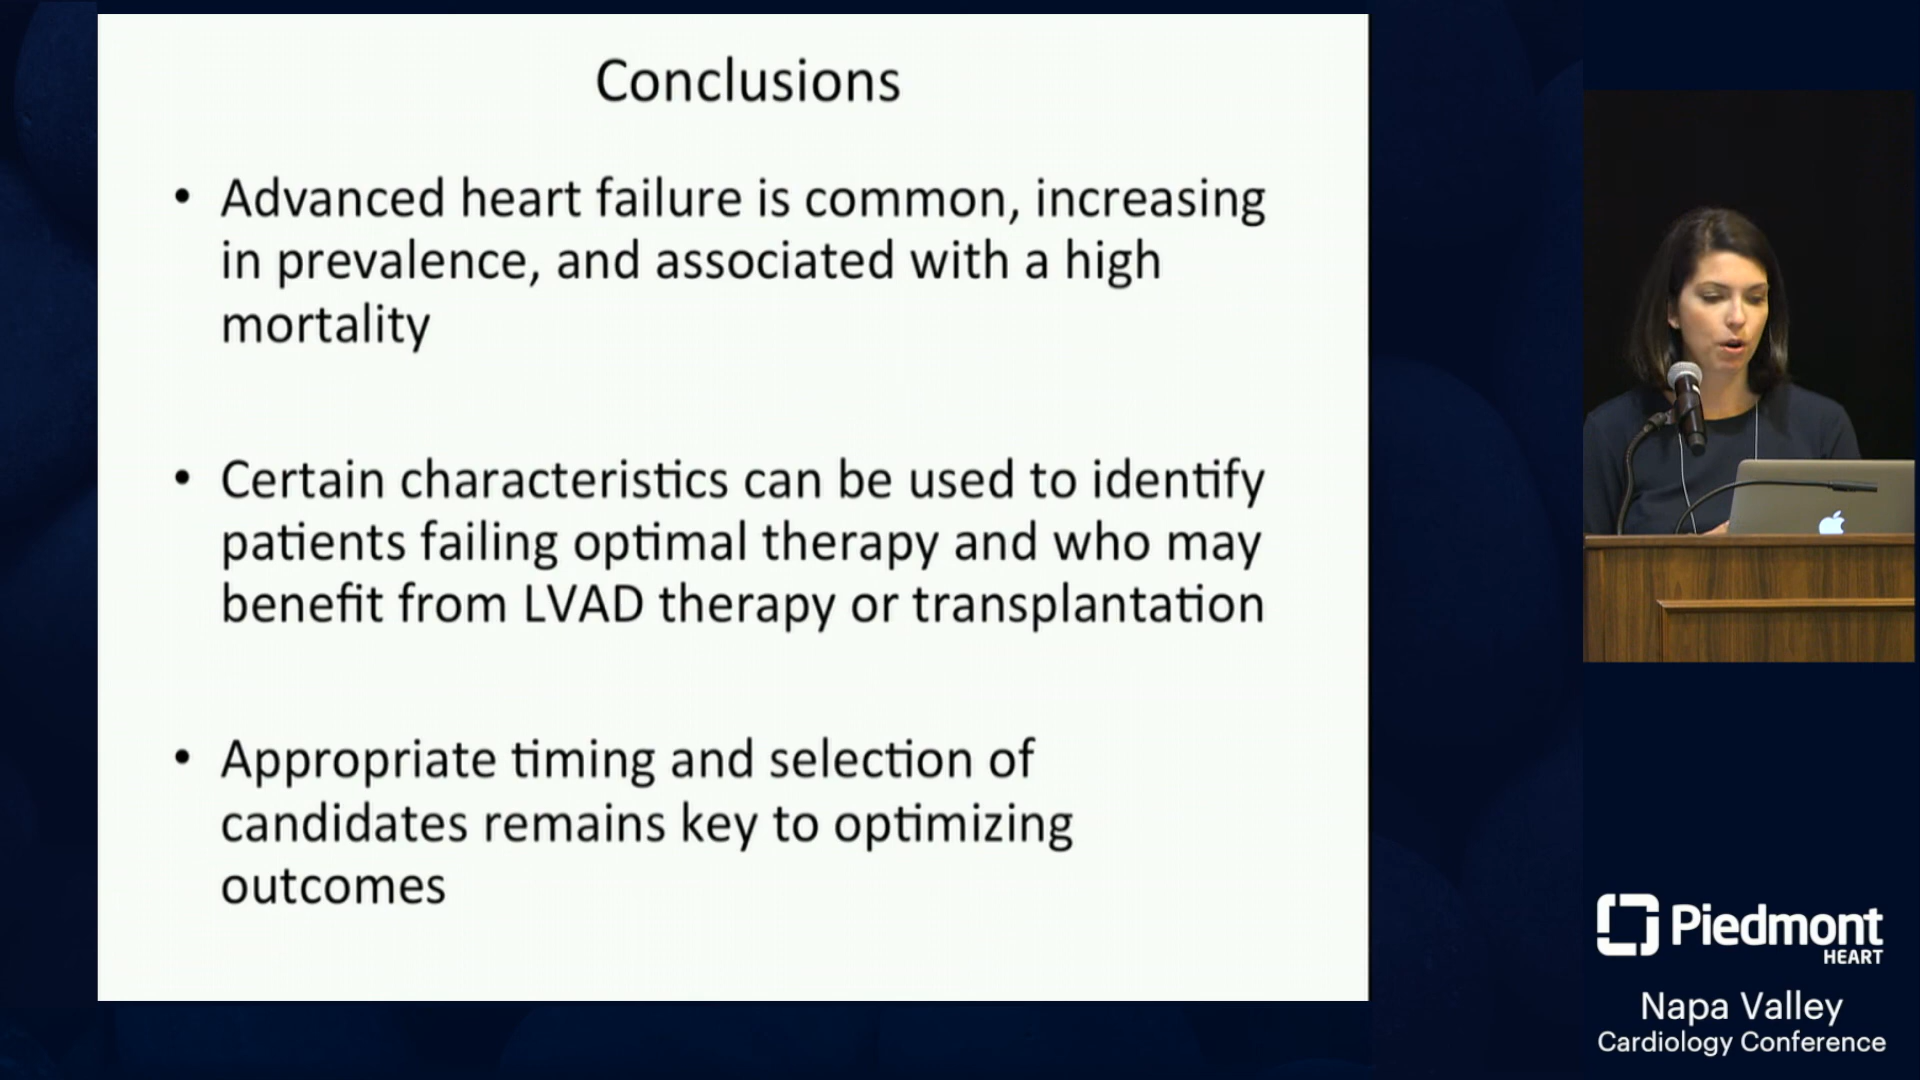 Conclusions
• Advanced heart failure is common, increasing
in prevalence, and associated with a high
mortality
• Certain characteristics can be used to identify
patients failing optimal therapy and who may
benefit from LVAD therapy or transplantation
• Appropriate timing and selection of
candidates remains key to optimizing
outcomes
Piedmont
HEART
Napa Valley
Cardiology Conference